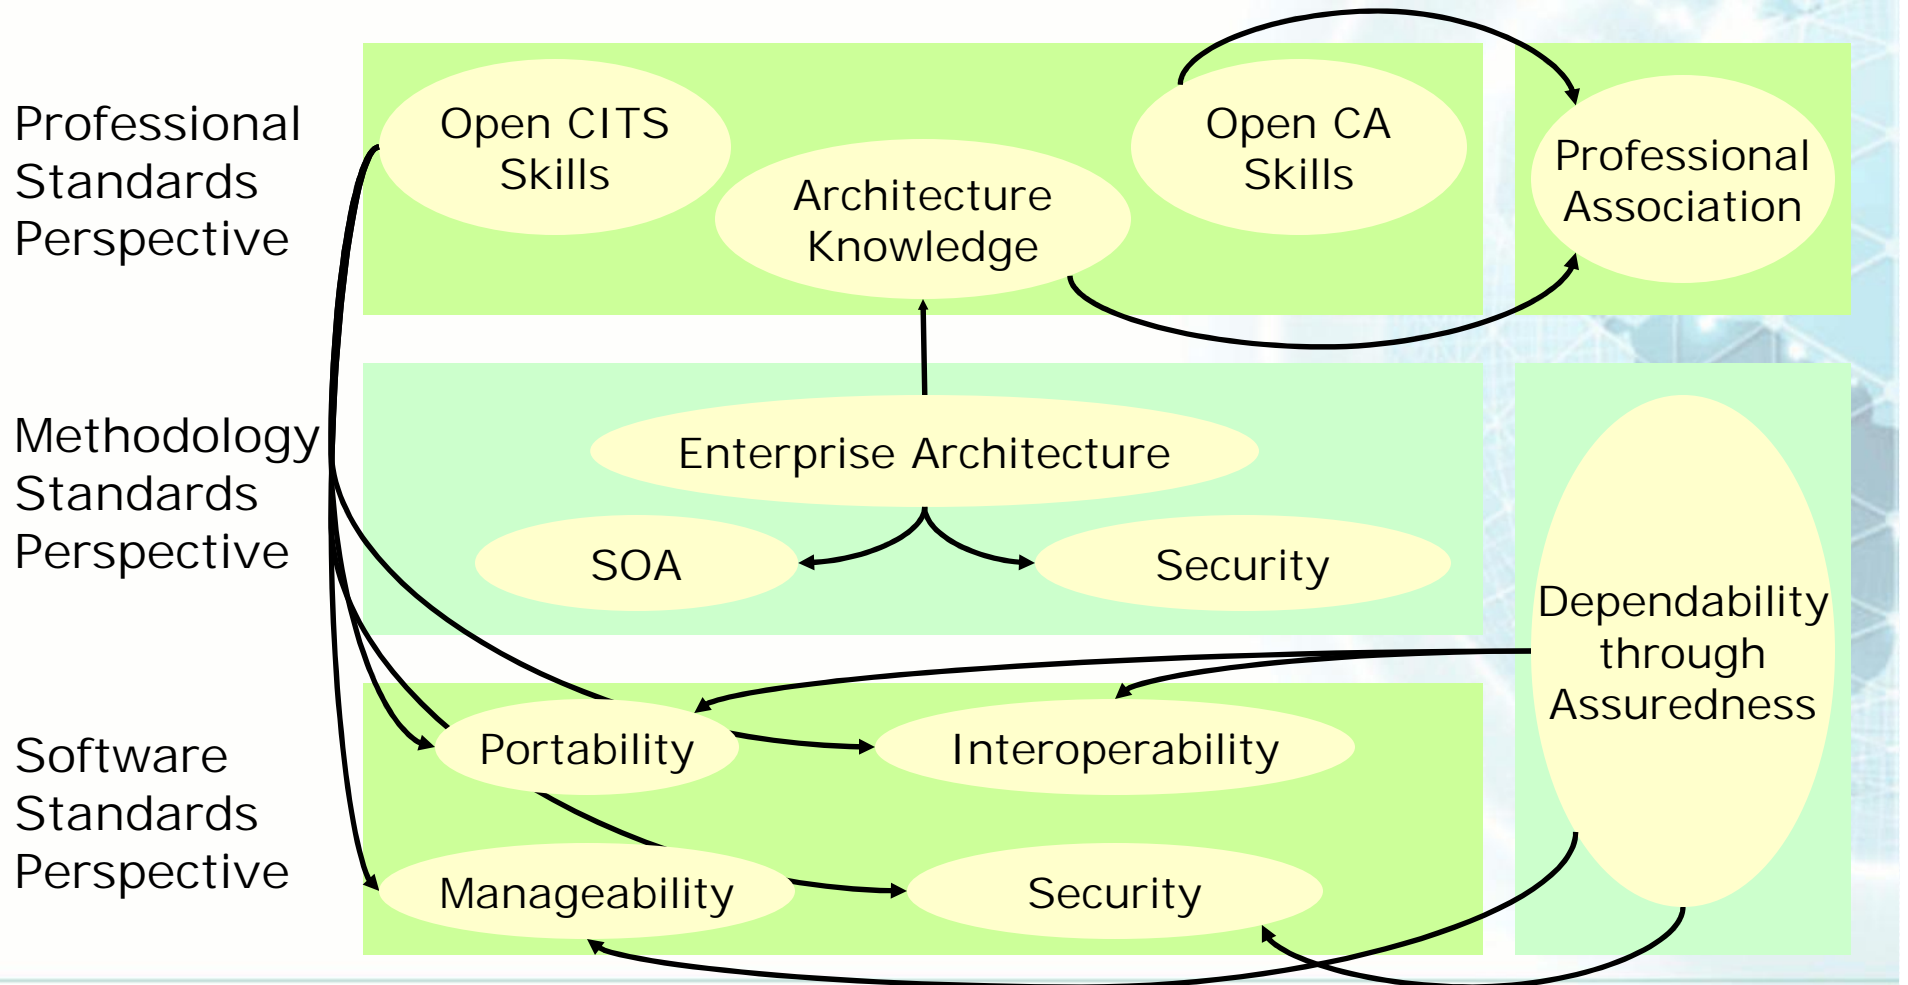 Professional
Standards
Perspective
Open CITS
Skills
Architecture
Knowledge
Open CA
Skills
Professional
Association
Methodology
Standards
Perspective
Enterprise Architecture
SOA
Security
Dependability
through
Assuredness
Software
Standards
Perspective
Portability
Interoperability
Manageability
Security